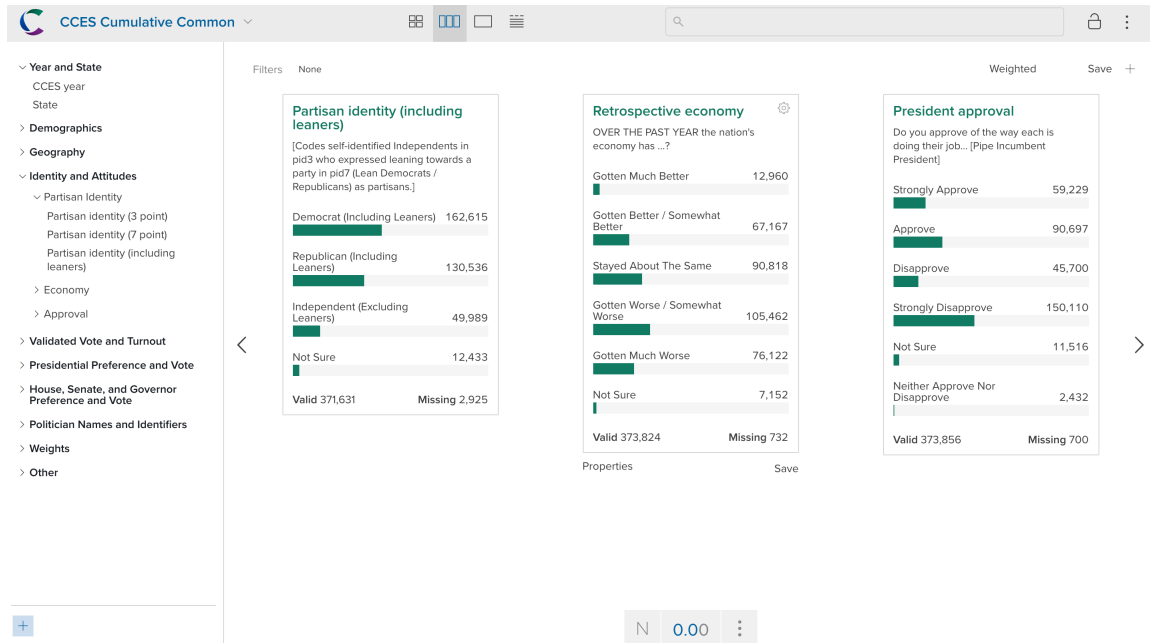 CCES Cumulative Common
Year and State
CCES year
State
Demographics
Geography
Identity and Attitudes
Partisan Identity
Partisan identity (3 point)
Partisan identity (7 point)
Partisan identity (including
leaners)
Economy
Approval
Validated Vote and Turnout
Presidential Preference and Vote
House, Senate, and Governor
Preference and Vote
Politician Names and Identifiers
Weights
Other
Filters None
Weighted Save
Partisan identity (including
leaners)
[Codes self-identified Independents in
pid3 who expressed leaning towards a
party in pid7 (Lean Democrats /
Republicans) as partisans.]
Democrat (Including Leaners) 162,615
Republican (Including
Leaners) 130,536
Independent (Excluding
Leaners) 49,989
Not Sure 12,433
Valid 371,631 Missing 2,925
Retrospective economy
OVER THE PAST YEAR the nation's
economy has ...?
Gotten Much Better 12,960
Gotten Better / Somewhat
Better 67,167
Stayed About The Same 90,818
Gotten Worse / Somewhat
Worse 105,462
Gotten Much Worse 76,122
Not Sure 7,152
Valid 373,824 Missing 732
Properties Save
President approval
Do you approve of the way each is
doing their job... [Pipe Incumbent
President]
Strongly Approve 59,229
Approve 90,697
Disapprove 45,700
Strongly Disapprove 150,110
Not Sure 11,516
Neither Approve Nor
Disapprove 2,432
Valid 373,856 Missing 700
N 0.00